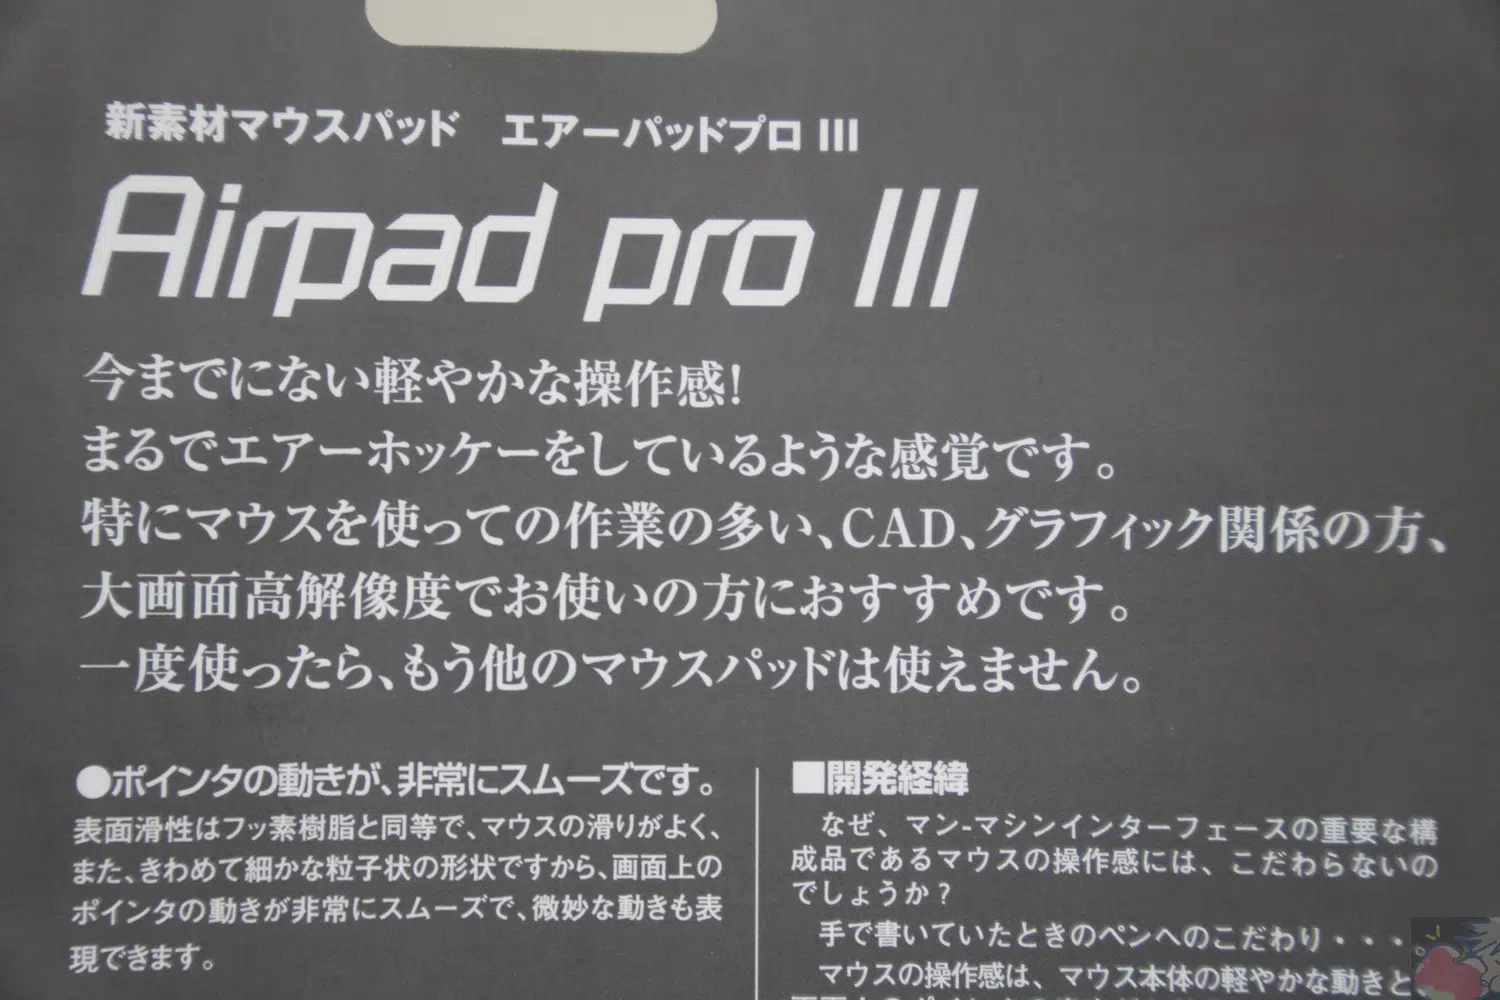 新素材マウスパッド　エアーパッドプロ III
Airpad pro III
今までにない軽やかな操作感！
まるでエアーホッケーをしているような感覚です。
特にマウスを使っての作業の多い、CAD、グラフィック関係の方、
大画面高解像度でお使いの方におすすめです。
一度使ったら、もう他のマウスパッドは使えません。
●ポインタの動きが、非常にスムーズです。
表面滑性はフッ素樹脂と同等で、マウスの滑りがよく、
また、きわめて細かな粒子状の形状ですから、画面上の
ポインタの動きが非常にスムーズで、微妙な動きも表
現できます。
■開発経緯
なぜ、マン-マシンインターフェースの重要な構
成品であるマウスの操作感には、こだわらないの
でしょうか？
手で書いていたときのペンへのこだわり・・・
マウスの操作感は、マウス本体の軽やかな動きと